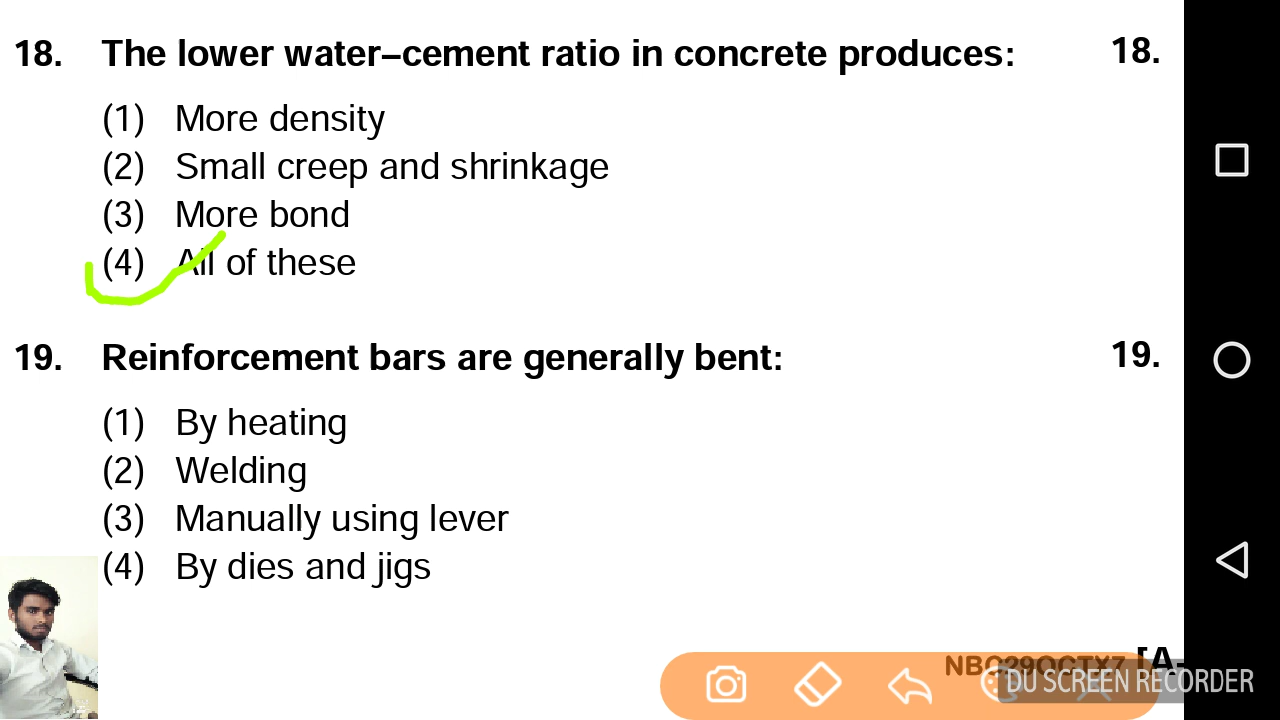 18. The lower water–cement ratio in concrete produces: 18.
(1) More density
(2) Small creep and shrinkage
(3) More bond
(4) All of these
19. Reinforcement bars are generally bent: 19.
(1) By heating
(2) Welding
(3) Manually using lever
(4) By dies and jigs
NBC29OCTX7 [A-
DU SCREEN RECORDER